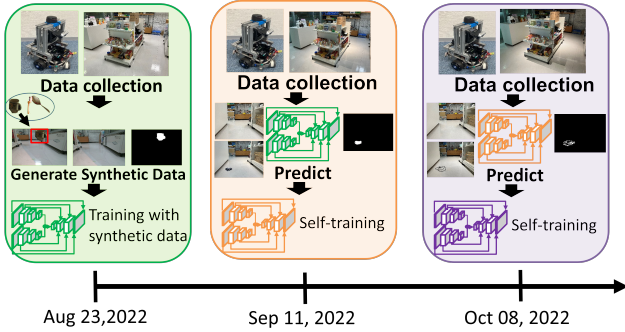 Data collection
Generate Synthetic Data
Training with
synthetic data
Data collection
Predict
Self-training
Data collection
Predict
Self-training
Aug 23,2022
Sep 11, 2022
Oct 08, 2022